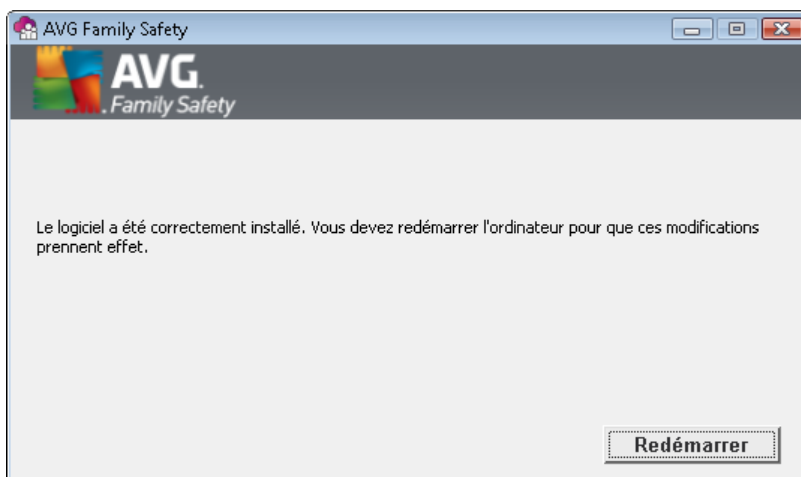 AVG Family Safety
AVG.
Family Safety
Le logiciel a été correctement installé. Vous devez redémarrer l'ordinateur pour que ces modifications
prennent effet.
Redémarrer